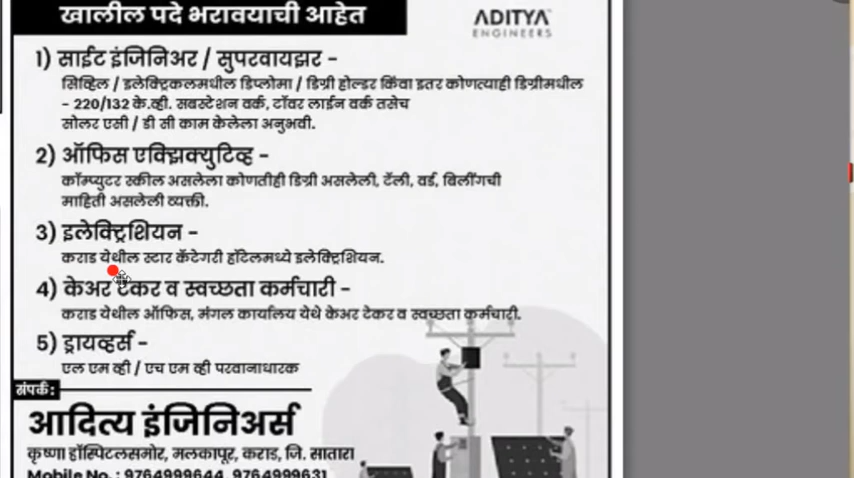 खालील पदे भरावयाची आहेत
ADITYA
ENGINEERS
1) साईट इंजिनिअर / सुपरवायझर -
सिव्हिल / इलेक्ट्रिकलमधील डिप्लोमा / डिग्री होल्डर किंवा इतर कोणत्याही डिग्रीमधील
- 220/132 के.व्ही. सबस्टेशन वर्क, टॉवर लाईन वर्क तसेच
सोलर एसी / डी सी काम केलेला अनुभवी.
2) ऑफिस एक्झिक्युटिव्ह -
कॉम्प्युटर स्कील असलेला कोणतीही डिग्री असलेली, टॅली, वर्ड, बिलींगची
माहिती असलेली व्यक्ती.
3) इलेक्ट्रिशियन -
कराड येथील स्टार कॅटेगरी हॉटेलमध्ये इलेक्ट्रिशियन.
4) केअर टेकर व स्वच्छता कर्मचारी -
कराड येथील ऑफिस, मंगल कार्यालय येथे केअर टेकर व स्वच्छता कर्मचारी.
5) ड्रायव्हर्स -
एल एम व्ही / एच एम व्ही परवानाधारक
संपर्क:
आदित्य इंजिनिअर्स
कृष्णा हॉस्पिटलसमोर, मलकापूर, कराड, जि. सातारा
Mobile No. : 9764999644, 9764999631